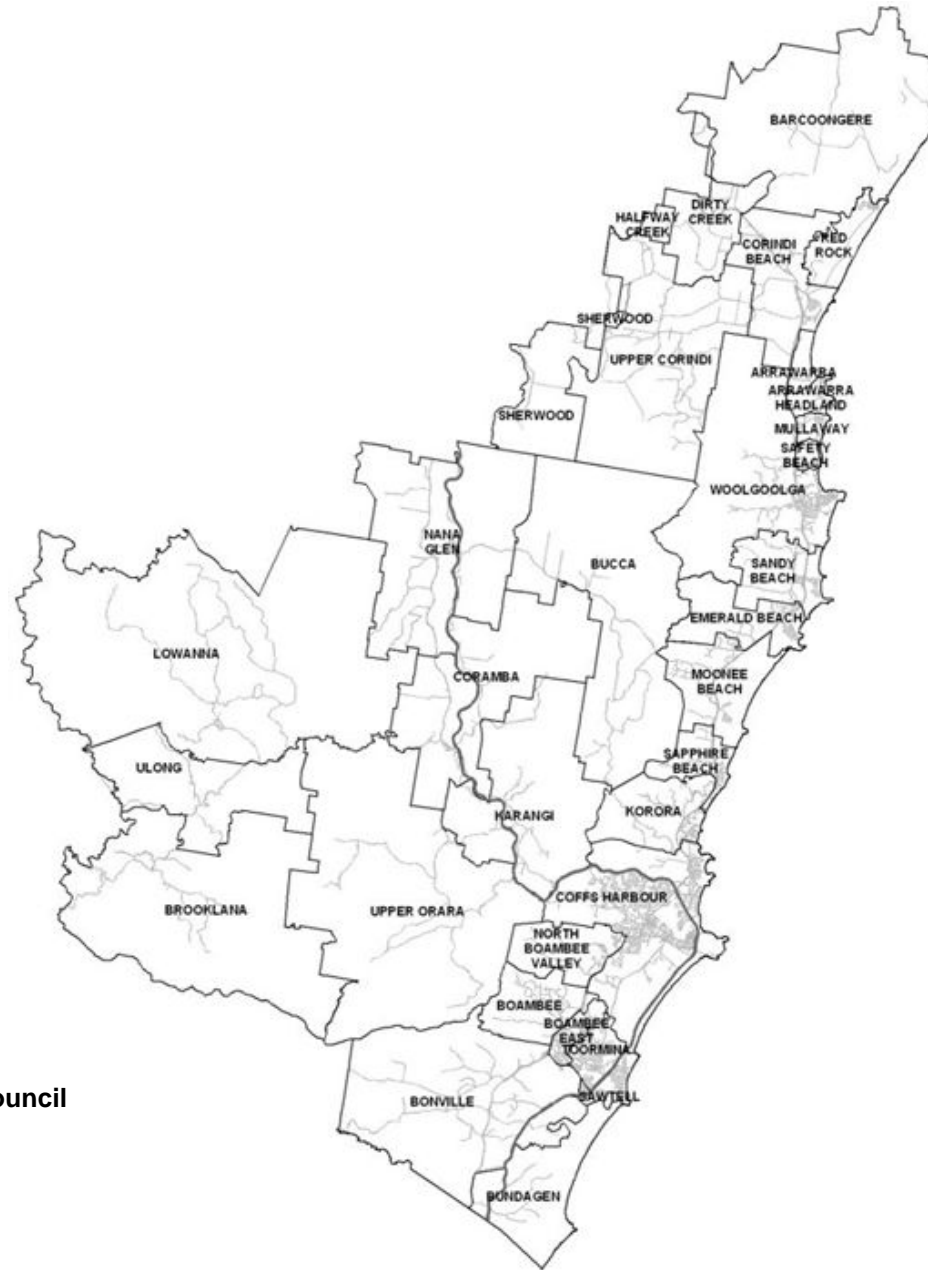 BARCOONGERE
DIRTY
CREEK
HALFWAY
CREEK
RED
ROCK
CORINDI
BEACH
SHERWOOD
UPPER CORINDI
ARRAWARRA
ARRAWARRA
HEADLAND
SHERWOOD
MULLAWAY
SAFETY
BEACH
WOOLGOOLGA
NANA
GLEN
BUCCA
SANDY
BEACH
EMERALD BEACH
LOWANNA
CORAMBA
MOONEE
BEACH
ULONG
SAPPHIRE
BEACH
KORORA
KARANGI
COFFS HARBOUR
BROOKLANA
UPPER ORARA
NORTH
BOAMBEE
VALLEY
BOAMBEE
BOAMBEE
EAST
TOORMINA
SAWTELL
BONVILLE
BUNDAGEN